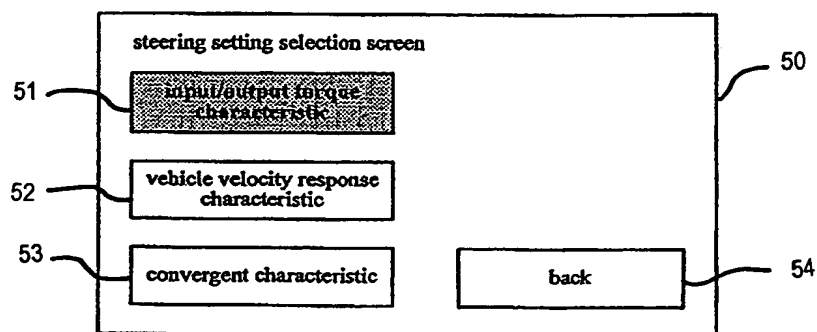 steering setting selection screen
50
51
input/output torque
characteristic
52
vehicle velocity response
characteristic
53
convergent characteristic
back
54